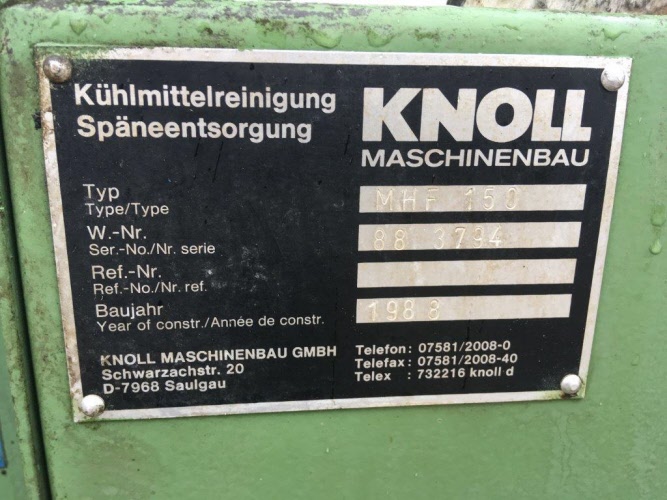 Kühlmittelreinigung
Späneentsorgung
KNOLL
MASCHINENBAU
Typ
Type/Type
MHF 150
W.-Nr.
Ser.-No./Nr. serie
88 3794
Ref.-Nr.
Ref.-No./Nr. ref.
Baujahr
Year of constr./Année de constr.
1988
KNOLL MASCHINENBAU GMBH
Schwarzachstr. 20
D-7968 Saulgau
Telefon: 07581/2008-0
Telefax: 07581/2008-40
Telex : 732216 knoll d